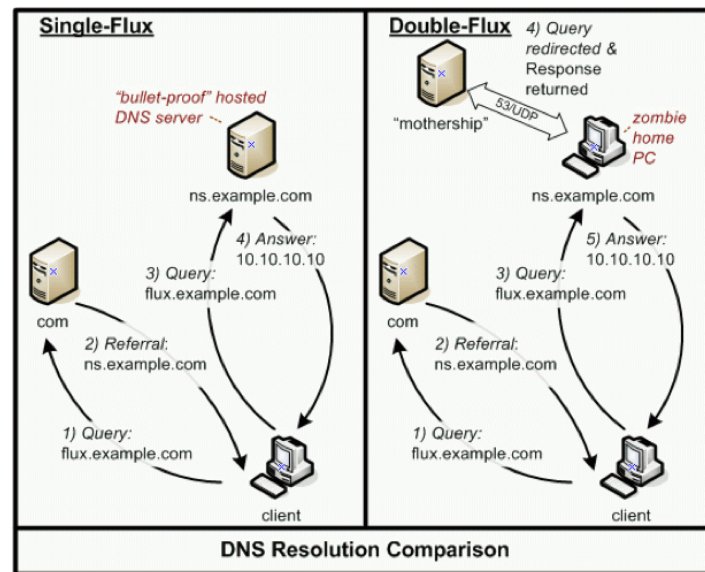 Single-Flux
"bullet-proof" hosted
DNS server
ns.example.com
4) Answer:
10.10.10.10
3) Query:
flux.example.com
com
2) Referral:
ns.example.com
1) Query:
flux.example.com
client
Double-Flux
4) Query
redirected &
Response
returned
53/UDP
"mothership"
zombie
home
PC
ns.example.com
5) Answer:
10.10.10.10
3) Query:
flux.example.com
com
2) Referral:
ns.example.com
1) Query:
flux.example.com
client
DNS Resolution Comparison